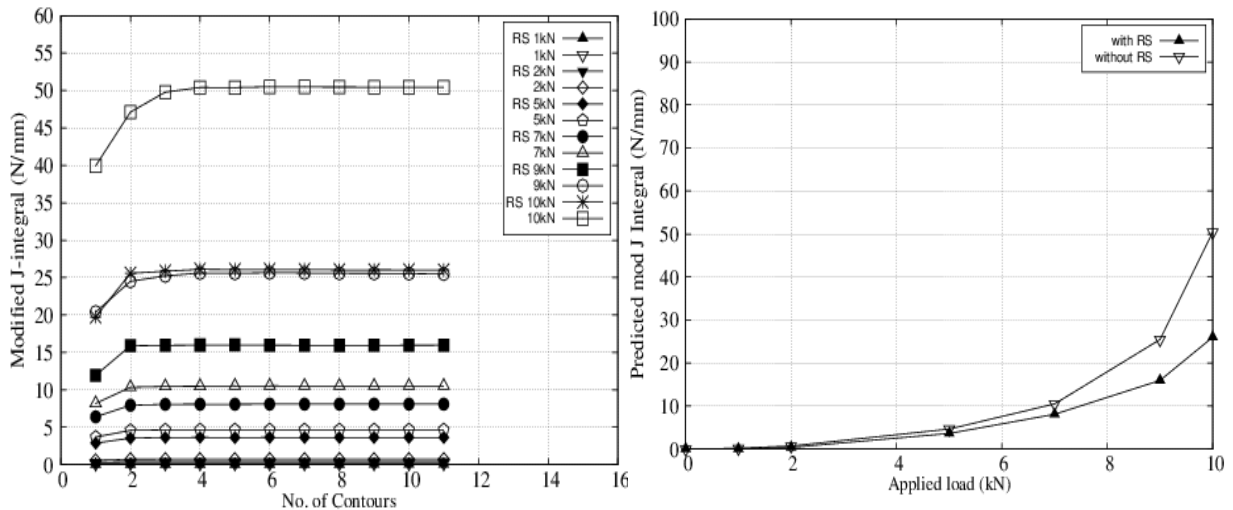 60
55
50
45
40
35
30
25
20
15
10
5
0
Modified J-integral (N/mm)
0 2 4 6 8 10 12 14 16
No. of Contours
RS 1kN
1kN
RS 2kN
2kN
RS 5kN
5kN
RS 7kN
7kN
RS 9kN
9kN
RS 10kN
10kN
100
90
80
70
60
50
40
30
20
10
0
Predicted mod J Integral (N/mm)
0 2 4 6 8 10
Applied load (kN)
with RS
without RS